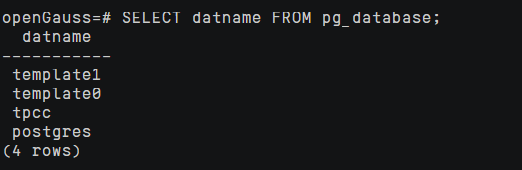 openGauss=# SELECT datname FROM pg_database;
  datname
-----------
 template1
 template0
 tpcc
 postgres
(4 rows)